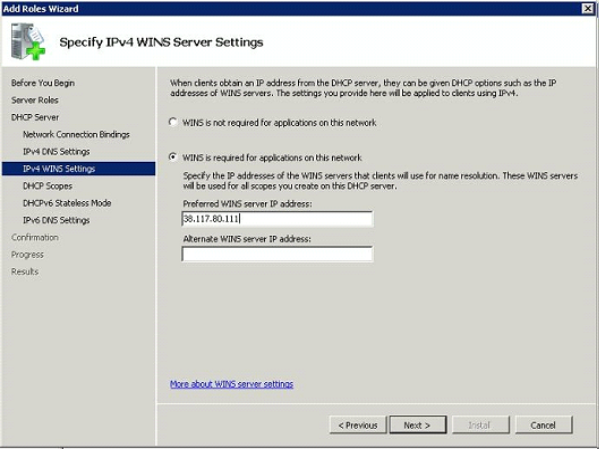 Add Roles Wizard
Specify IPv4 WINS Server Settings
Before You Begin
Server Roles
DHCP Server
Network Connection Bindings
IPv4 DNS Settings
IPv4 WINS Settings
DHCP Scopes
DHCPv6 Stateless Mode
IPv6 DNS Settings
Confirmation
Progress
Results
When clients obtain an IP address from the DHCP server, they can be given DHCP options such as the IP
addresses of WINS servers. The settings you provide here will be applied to clients using IPv4.
WINS is not required for applications on this network
WINS is required for applications on this network
Specify the IP addresses of the WINS servers that clients will use for name resolution. These WINS servers
will be used for all scopes you create on this DHCP server.
Preferred WINS server IP address:
38.117.80.111
Alternate WINS server IP address:
More about WINS server settings
< Previous
Next >
Install
Cancel